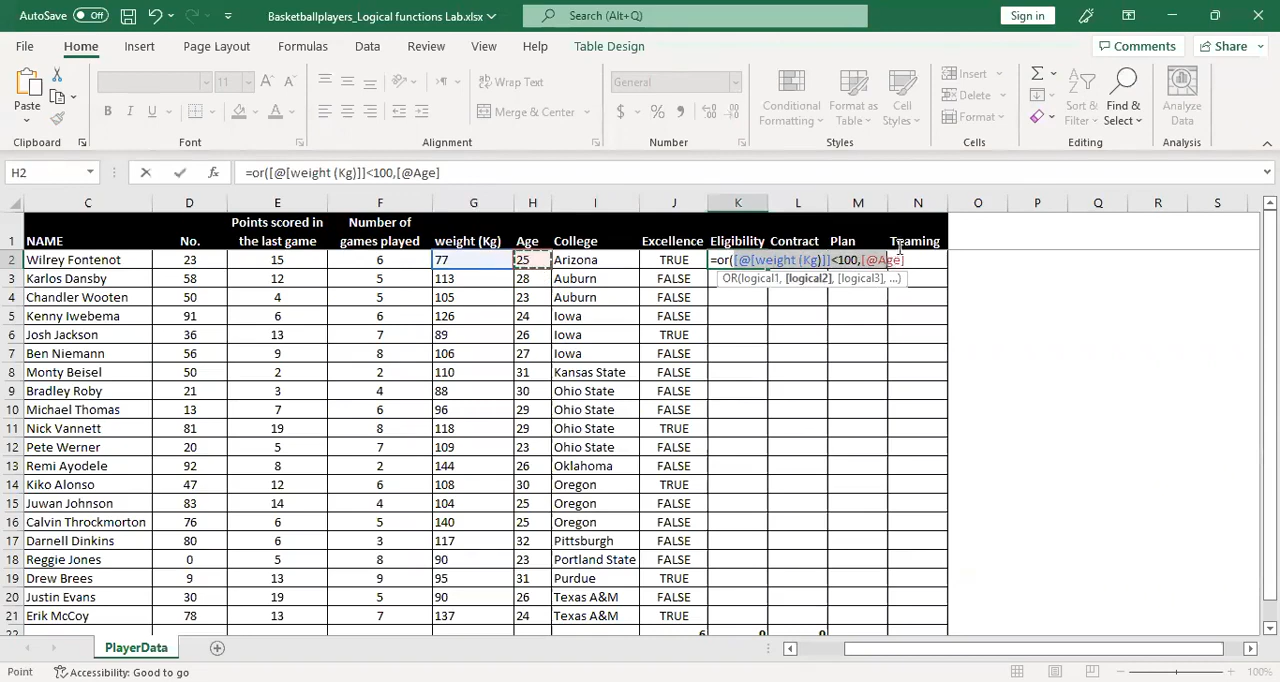 AutoSave Off Basketballplayers_Logical functions Lab.xlsx Search (Alt+Q) Sign in
File Home Insert Page Layout Formulas Data Review View Help Table Design Comments Share
Paste 11 Wrap Text General Conditional Formatting Format as Table Cell Styles Insert Sort & Filter Find & Select Analyze Data
B I U Merge & Center $ % Delete
Format
Clipboard Font Alignment Number Styles Cells Editing Analysis
H2 =or([@[weight (Kg)]]<100,[@Age]
C D E F G H I J K L M N O P Q R S
1 NAME No. Points scored in the last game Number of games played weight (Kg) Age College Excellence Eligibility Contract Plan Teaming
2 Wilrey Fontenot 23 15 6 77 25 Arizona TRUE =or([@[weight (Kg)]]<100,[@Age]
3 Karlos Dansby 58 12 5 113 28 Auburn FALSE OR(logical1, [logical2], [logical3], ...)
4 Chandler Wooten 50 4 5 105 23 Auburn FALSE
5 Kenny Iwebema 91 6 6 126 24 Iowa FALSE
6 Josh Jackson 36 13 7 89 26 Iowa TRUE
7 Ben Niemann 56 9 8 106 27 Iowa FALSE
8 Monty Beisel 50 2 2 110 31 Kansas State FALSE
9 Bradley Roby 21 3 4 88 30 Ohio State FALSE
10 Michael Thomas 13 7 6 96 29 Ohio State FALSE
11 Nick Vannett 81 19 8 118 29 Ohio State TRUE
12 Pete Werner 20 5 7 109 23 Ohio State FALSE
13 Remi Ayodele 92 8 2 144 26 Oklahoma FALSE
14 Kiko Alonso 47 12 6 108 30 Oregon TRUE
15 Juwan Johnson 83 14 4 108 25 Oregon FALSE
16 Calvin Throckmorton 76 6 5 140 25 Oregon FALSE
17 Darnell Dinkins 80 6 3 117 32 Pittsburgh FALSE
18 Reggie Jones 0 5 8 90 23 Portland State FALSE
19 Drew Brees 9 13 9 95 31 Purdue TRUE
20 Justin Evans 30 19 5 90 26 Texas A&M FALSE
21 Erik McCoy 78 13 7 137 24 Texas A&M TRUE
22 6 0 0
PlayerData
Point Accessibility: Good to go 100%